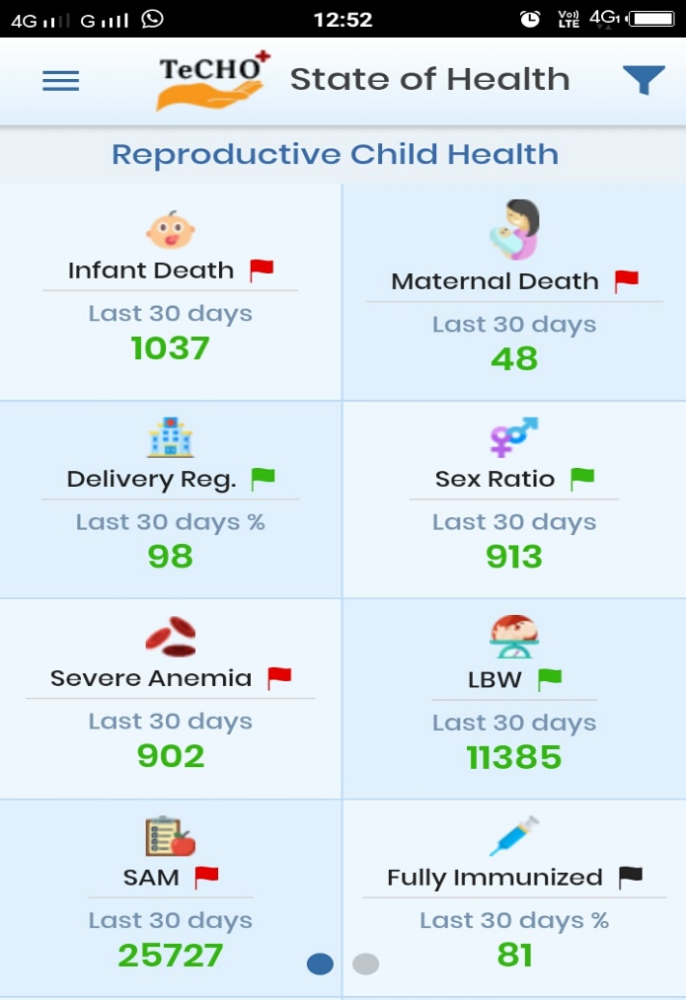 4G G 12:52 Vo)) LTE 4G1
TeCHO+ State of Health
Reproductive Child Health
Infant Death
Last 30 days
1037
Maternal Death
Last 30 days
48
Delivery Reg.
Last 30 days %
98
Sex Ratio
Last 30 days
913
Severe Anemia
Last 30 days
902
LBW
Last 30 days
11385
SAM
Last 30 days
25727
Fully Immunized
Last 30 days %
81